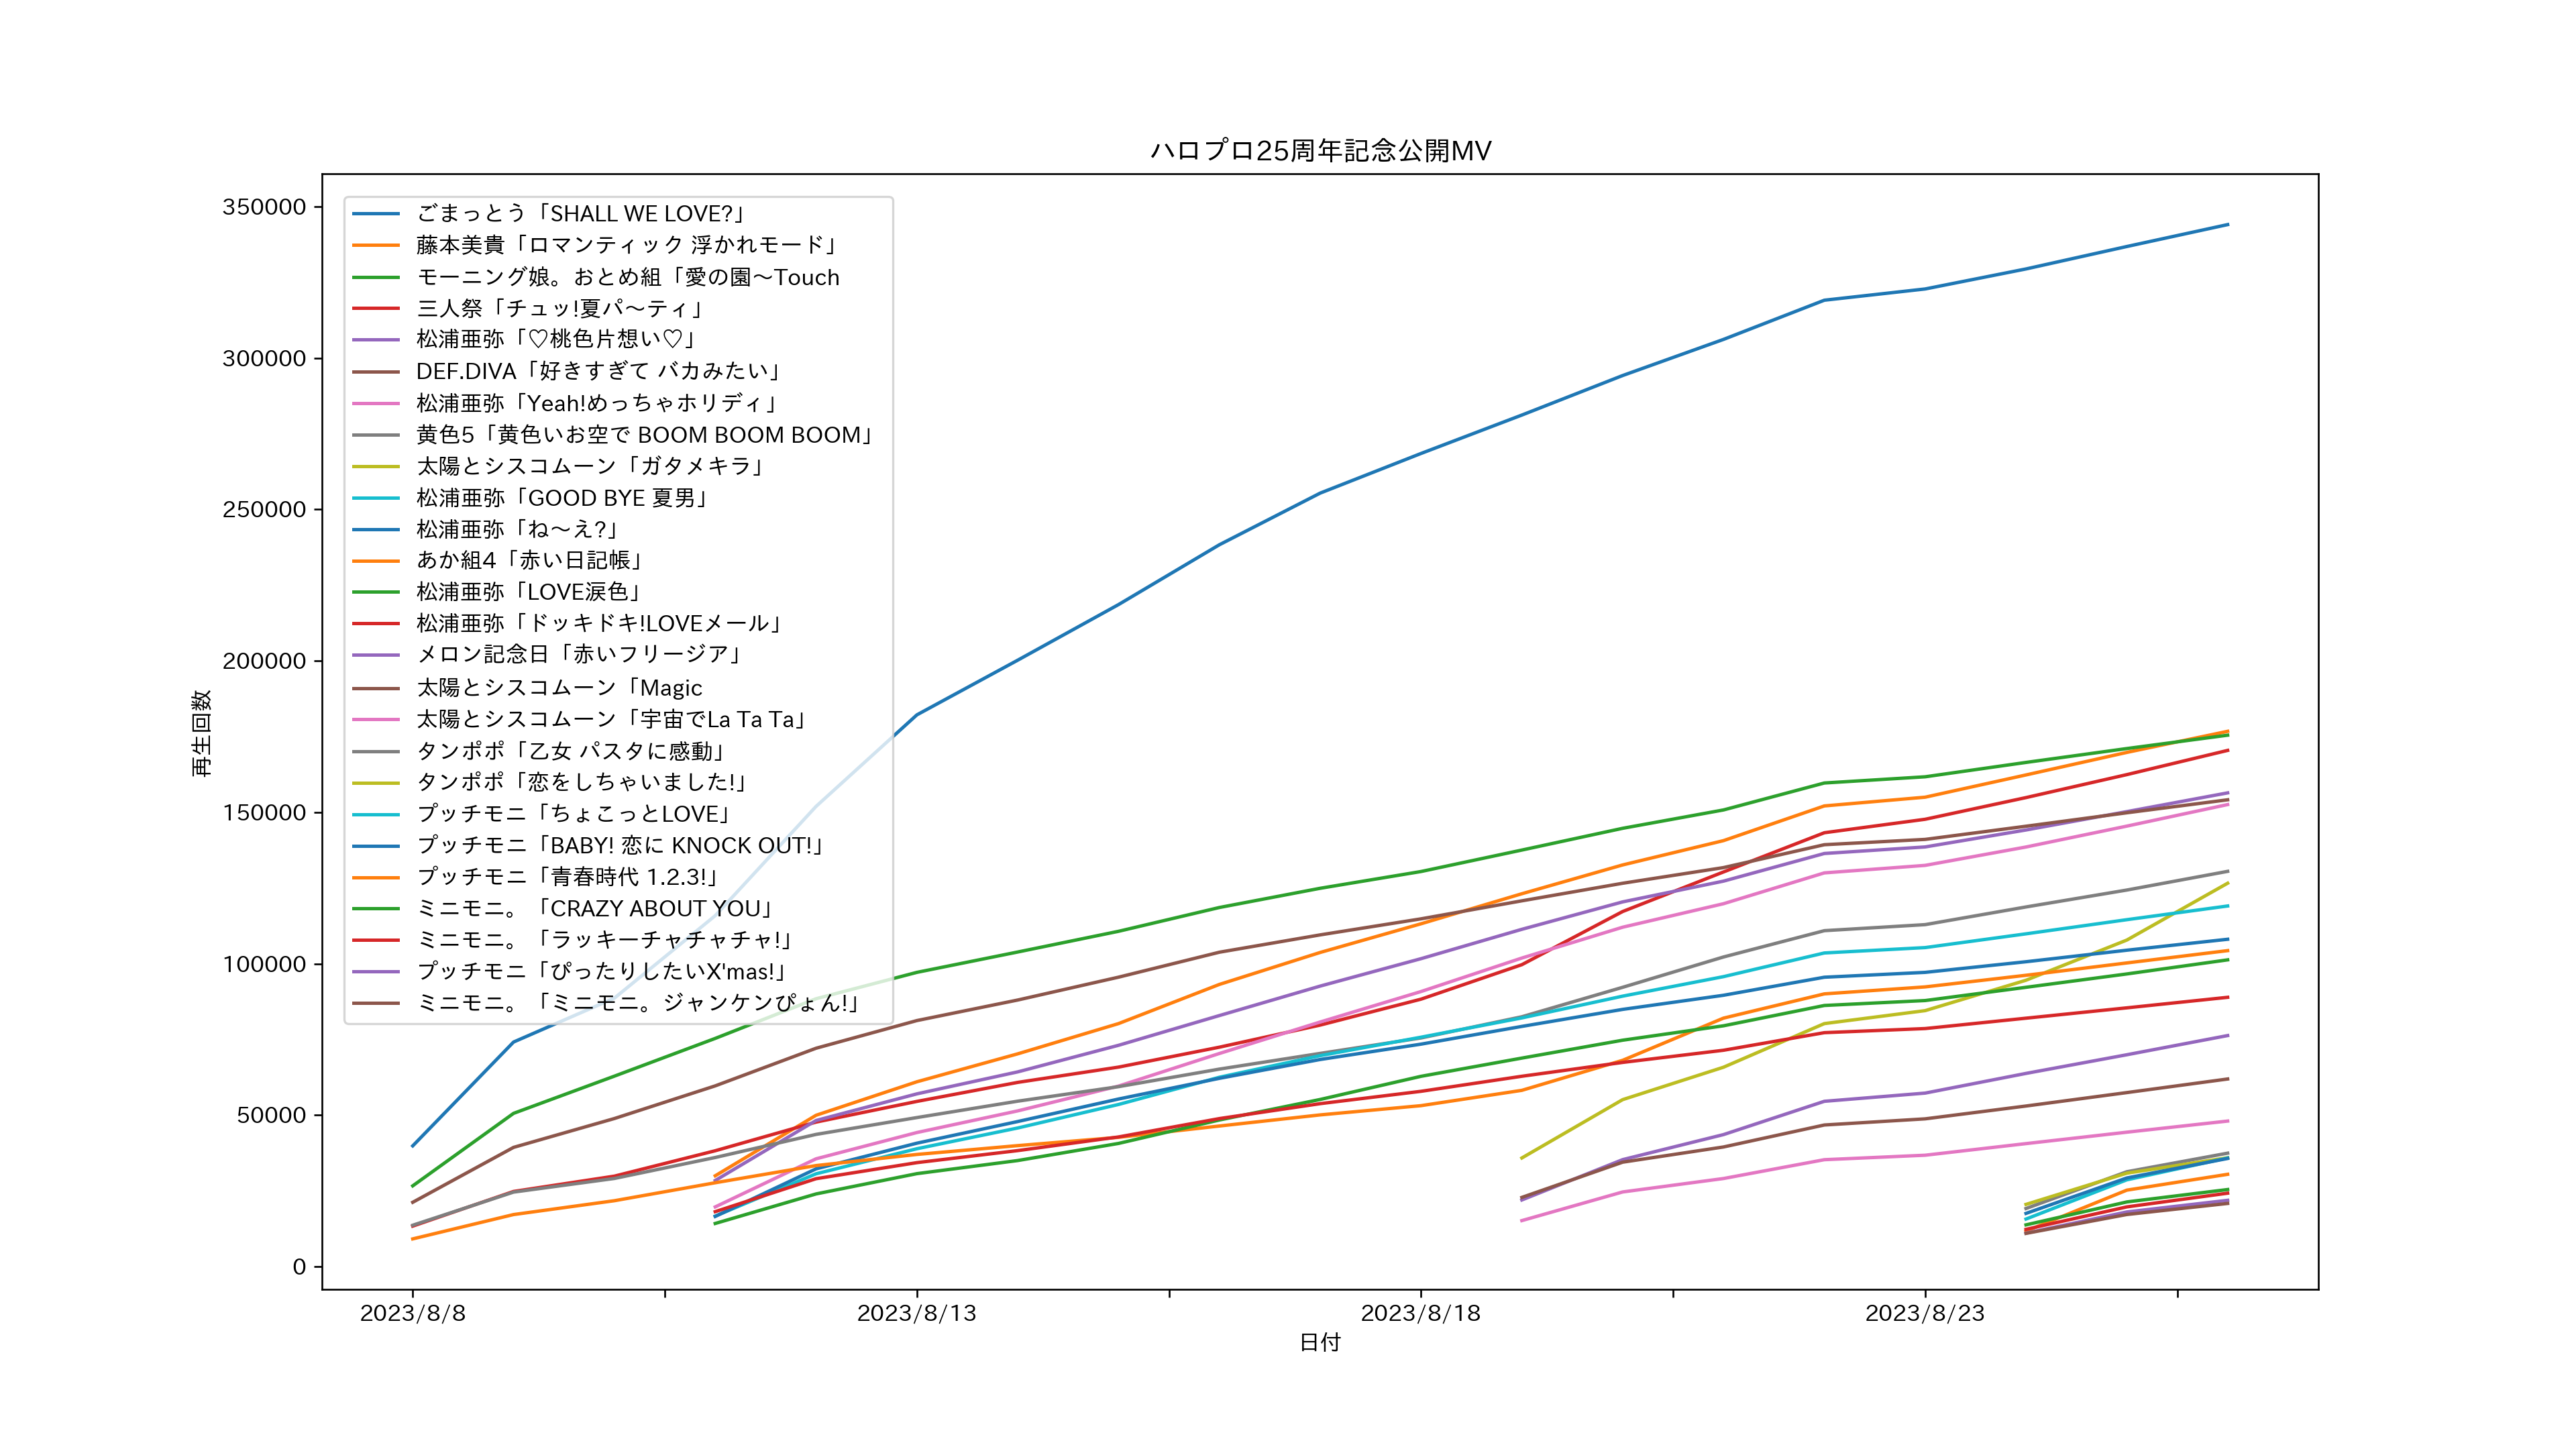 ハロプロ25周年記念公開MV
350000
300000
250000
200000
150000
100000
50000
0
再生回数
ごまっとう「SHALL WE LOVE?」
藤本美貴「ロマンティック 浮かれモード」
モーニング娘。おとめ組「愛の園〜Touch
三人祭「チュッ!夏パ〜ティ」
松浦亜弥「♡桃色片想い♡」
DEF.DIVA「好きすぎて バカみたい」
松浦亜弥「Yeah!めっちゃホリディ」
黄色5「黄色いお空で BOOM BOOM BOOM」
太陽とシスコムーン「ガタメキラ」
松浦亜弥「GOOD BYE 夏男」
松浦亜弥「ね〜え?」
あか組4「赤い日記帳」
松浦亜弥「LOVE涙色」
松浦亜弥「ドッキドキ!LOVEメール」
メロン記念日「赤いフリージア」
太陽とシスコムーン「Magic
太陽とシスコムーン「宇宙でLa Ta Ta」
タンポポ「乙女 パスタに感動」
タンポポ「恋をしちゃいました!」
プッチモニ「ちょこっとLOVE」
プッチモニ「BABY! 恋に KNOCK OUT!」
プッチモニ「青春時代 1.2.3!」
ミニモニ。「CRAZY ABOUT YOU」
ミニモニ。「ラッキーチャチャチャ!」
プッチモニ「ぴったりしたいX'mas!」
ミニモニ。「ミニモニ。ジャンケンぴょん!」
2023/8/8
2023/8/13
2023/8/18
2023/8/23
日付